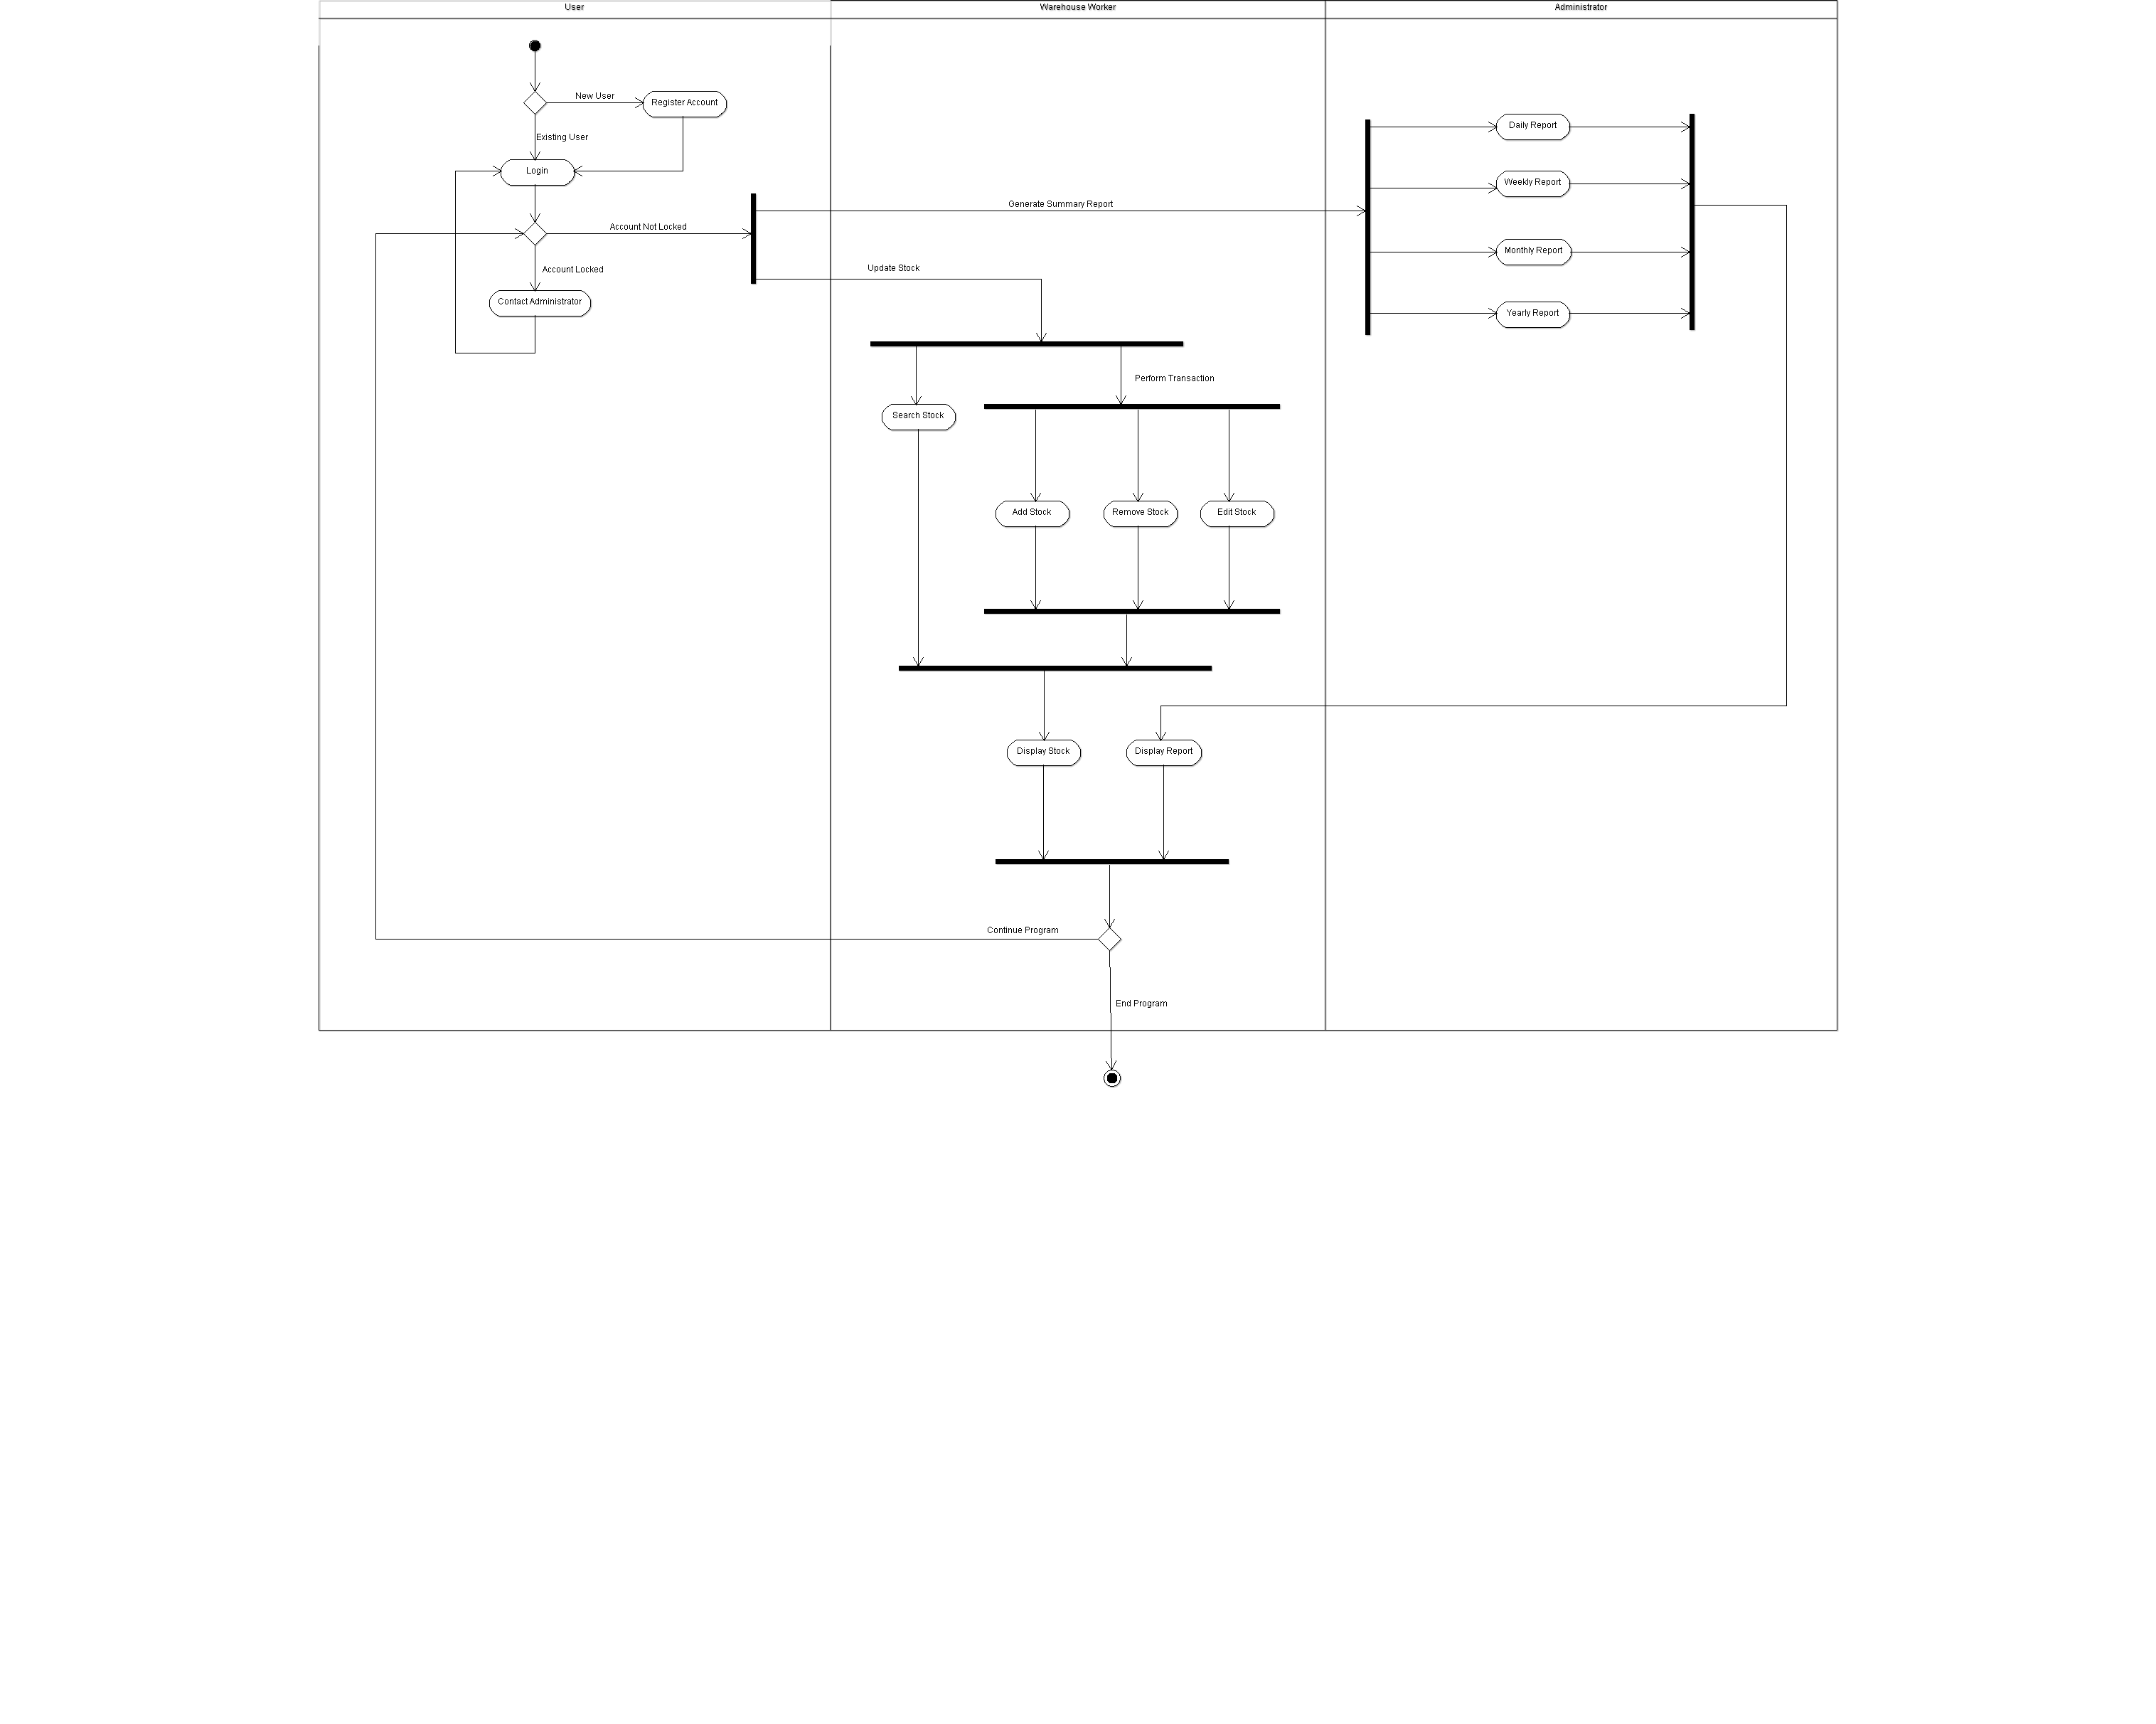 User
Warehouse Worker
Administrator
New User
Register Account
Existing User
Login
Account Not Locked
Account Locked
Contact Administrator
Generate Summary Report
Update Stock
Daily Report
Weekly Report
Monthly Report
Yearly Report
Perform Transaction
Search Stock
Add Stock
Remove Stock
Edit Stock
Display Stock
Display Report
Continue Program
End Program